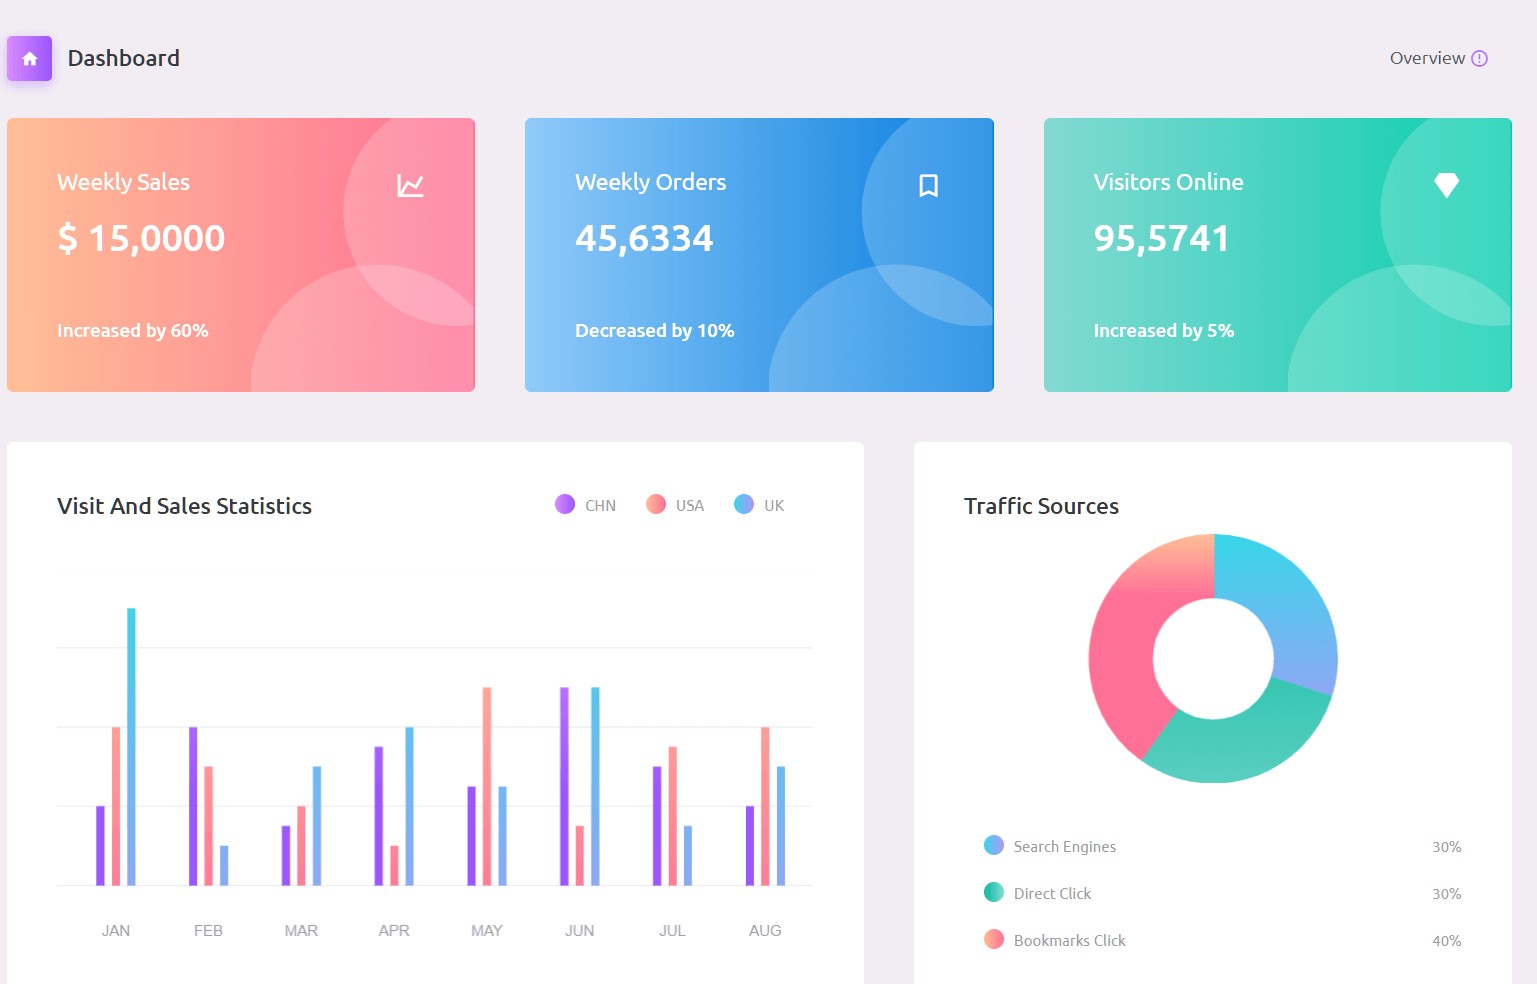 Dashboard
Overview
Weekly Sales
$ 15,0000
Increased by 60%
Weekly Orders
45,6334
Decreased by 10%
Visitors Online
95,5741
Increased by 5%
Visit And Sales Statistics
CHN USA UK
JAN FEB MAR APR MAY JUN JUL AUG
Traffic Sources
Search Engines 30%
Direct Click 30%
Bookmarks Click 40%